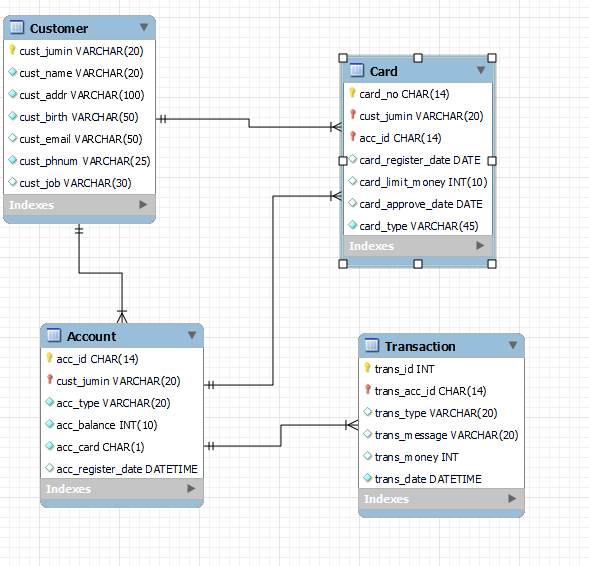 Customer
cust_jumin VARCHAR(20)
cust_name VARCHAR(20)
cust_addr VARCHAR(100)
cust_birth VARCHAR(50)
cust_email VARCHAR(50)
cust_phnum VARCHAR(25)
cust_job VARCHAR(30)
Indexes
Card
card_no CHAR(14)
cust_jumin VARCHAR(20)
acc_id CHAR(14)
card_register_date DATE
card_limit_money INT(10)
card_approve_date DATE
card_type VARCHAR(45)
Indexes
Account
acc_id CHAR(14)
cust_jumin VARCHAR(20)
acc_type VARCHAR(20)
acc_balance INT(10)
acc_card CHAR(1)
acc_register_date DATETIME
Indexes
Transaction
trans_id INT
trans_acc_id CHAR(14)
trans_type VARCHAR(20)
trans_message VARCHAR(20)
trans_money INT
trans_date DATETIME
Indexes